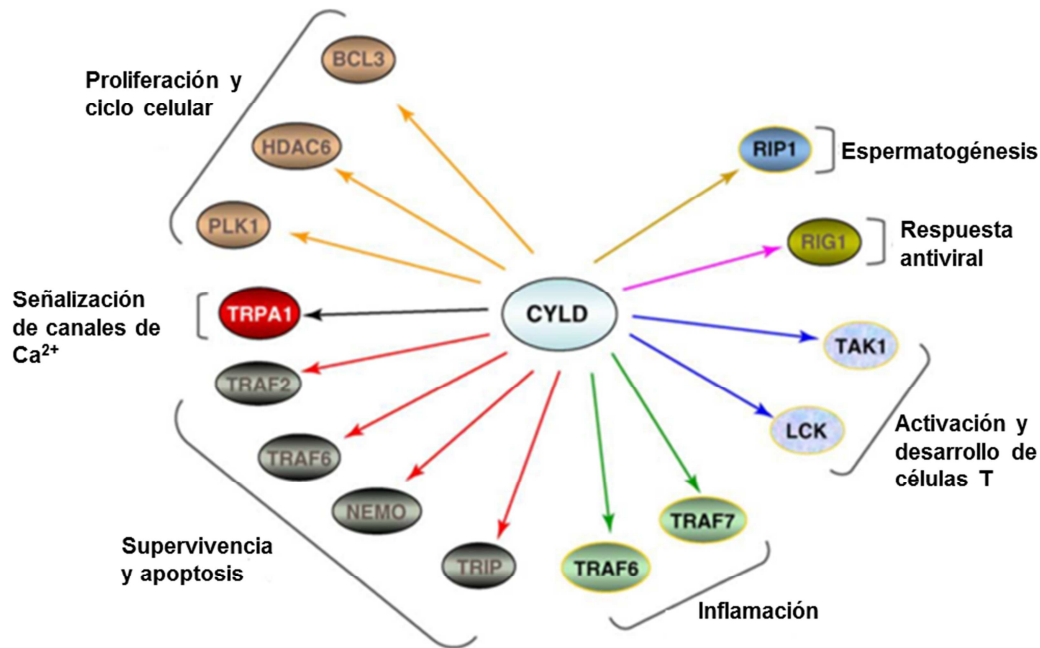 BCL3
Proliferación y
ciclo celular
HDAC6
PLK1
RIP1
Espermatogénesis
RIG1
Respuesta
antiviral
Señalización
de canales de
Ca²⁺
TRPA1
CYLD
TAK1
TRAF2
LCK
Activación y
desarrollo de
células T
TRAF6
NEMO
TRAF7
Supervivencia
y apoptosis
TRIP
TRAF6
Inflamación